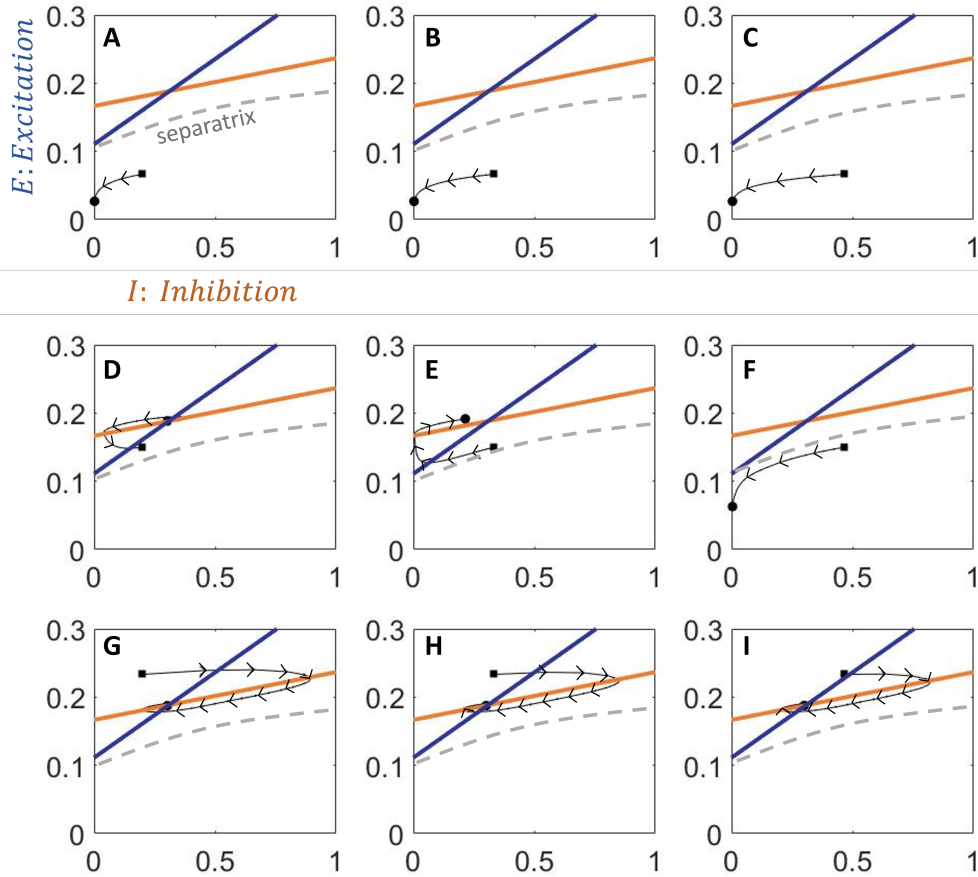 E: Excitation
0.3 A 0.3 B 0.3 C
0.2 0.2 0.2
separatrix
0.1 0.1 0.1
0 0 0
0 0.5 1 0 0.5 1 0 0.5 1
I: Inhibition
0.3 D 0.3 E 0.3 F
0.2 0.2 0.2
0.1 0.1 0.1
0 0 0
0 0.5 1 0 0.5 1 0 0.5 1
0.3 G 0.3 H 0.3 I
0.2 0.2 0.2
0.1 0.1 0.1
0 0 0
0 0.5 1 0 0.5 1 0 0.5 1